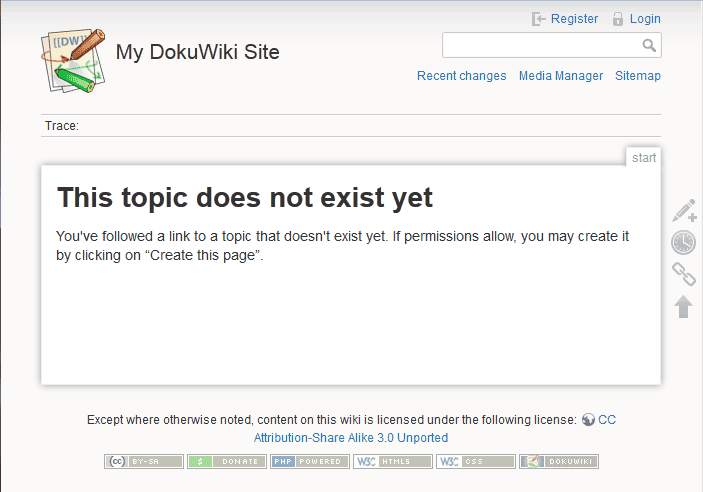 Register Login
[[DW]]
My DokuWiki Site
Recent changes Media Manager Sitemap
Trace:
start
This topic does not exist yet
You've followed a link to a topic that doesn't exist yet. If permissions allow, you may create it
by clicking on “Create this page”.
Except where otherwise noted, content on this wiki is licensed under the following license: CC
Attribution-Share Alike 3.0 Unported
(cc) BY-SA $ DONATE PHP POWERED W3C HTML5 W3C CSS DOKUWIKI